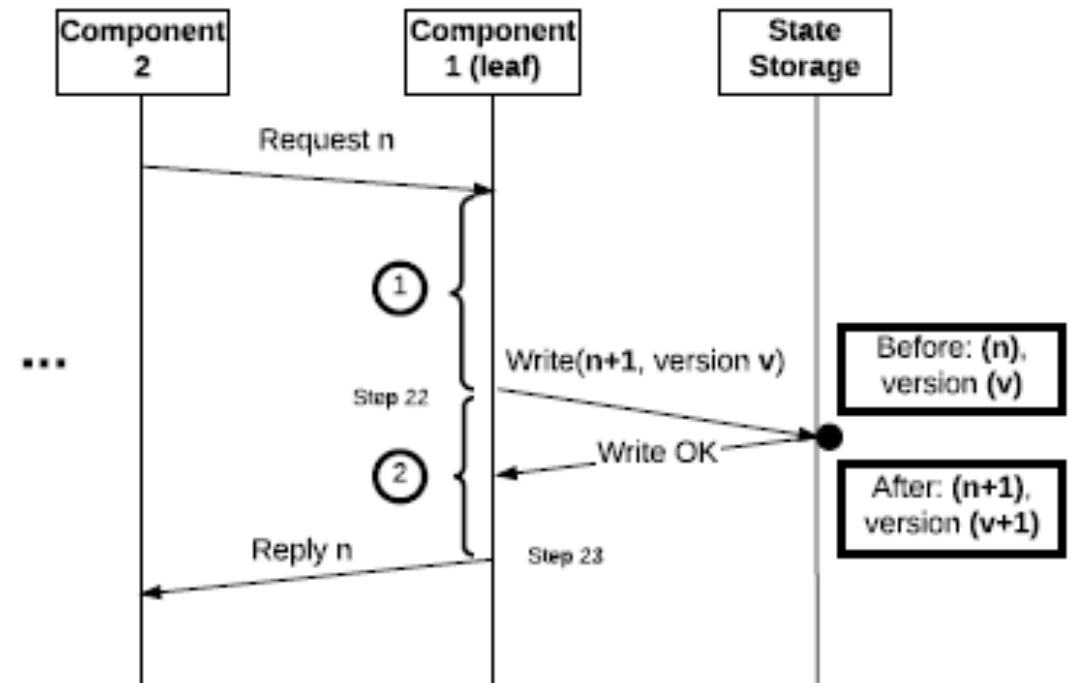 Component
2
Component
1 (leaf)
State
Storage
Request n
1
...
Write(n+1, version v)
Before: (n),
version (v)
Step 22
Write OK
2
After: (n+1),
version (v+1)
Reply n
Step 23